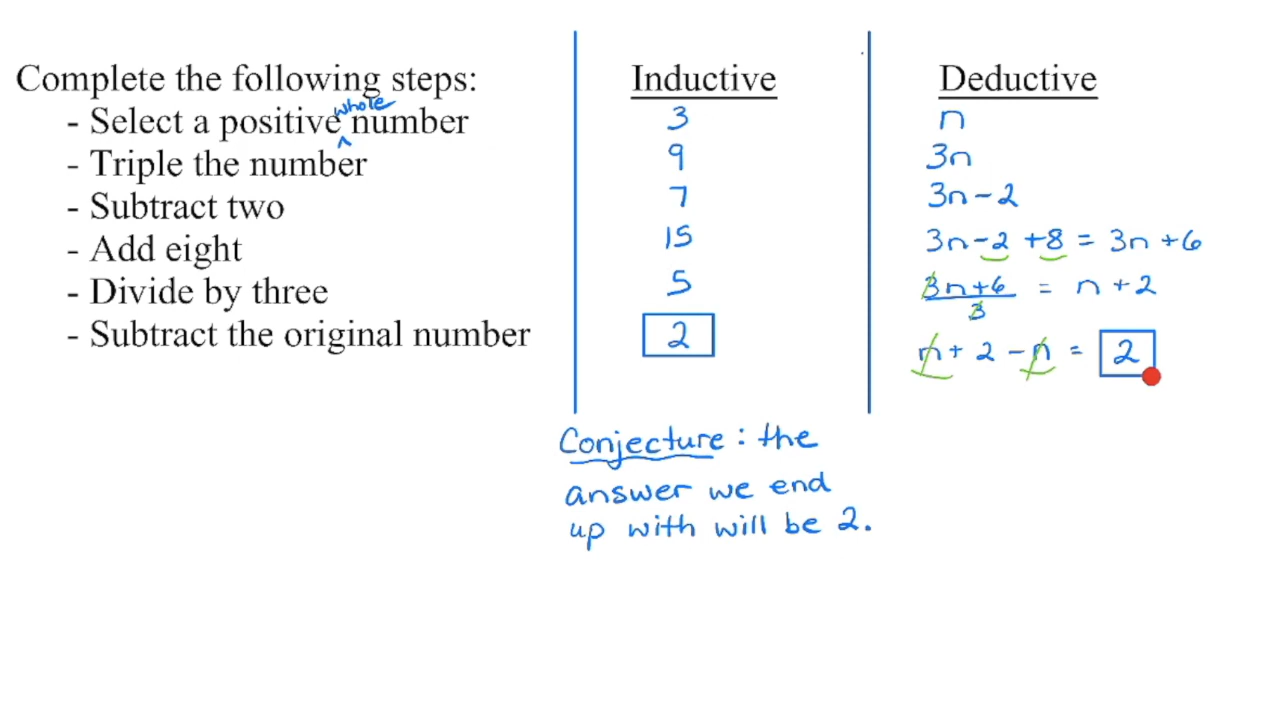 Complete the following steps:
- Select a positive whole number
- Triple the number
- Subtract two
- Add eight
- Divide by three
- Subtract the original number
Inductive
3
9
7
15
5
2
Conjecture: the
answer we end
up with will be 2.
Deductive
n
3n
3n - 2
3n - 2 + 8 = 3n + 6
3n + 6 / 3 = n + 2
n + 2 - n = 2